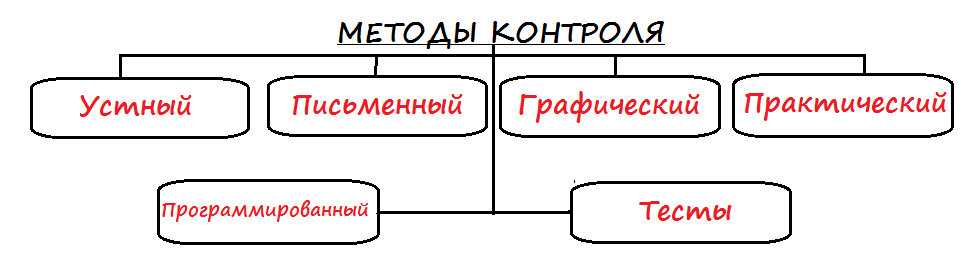 МЕТОДЫ КОНТРОЛЯ
Устный
Письменный
Графический
Практический
Программированный
Тесты